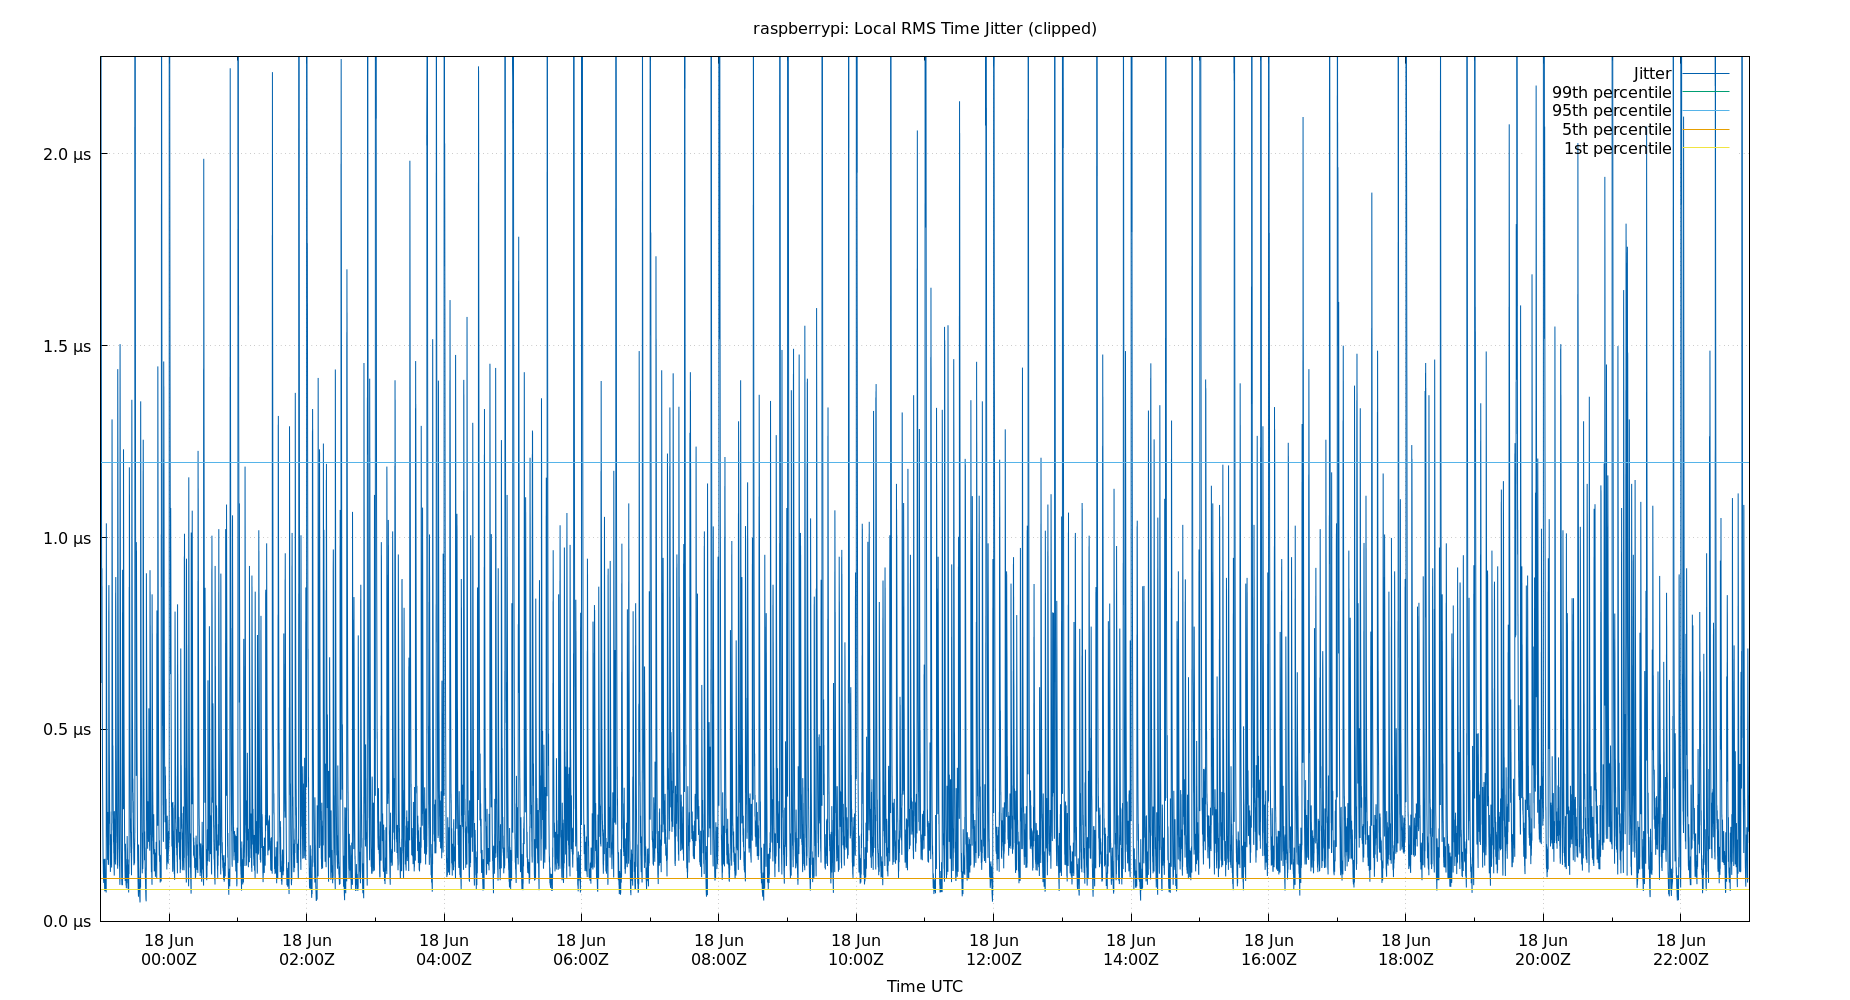 raspberrypi: Local RMS Time Jitter (clipped)
Jitter
99th percentile
95th percentile
5th percentile
1st percentile
2.0 µs
1.5 µs
1.0 µs
0.5 µs
0.0 µs
18 Jun 18 Jun 18 Jun 18 Jun 18 Jun 18 Jun 18 Jun 18 Jun 18 Jun 18 Jun 18 Jun 18 Jun
00:00Z 02:00Z 04:00Z 06:00Z 08:00Z 10:00Z 12:00Z 14:00Z 16:00Z 18:00Z 20:00Z 22:00Z
Time UTC